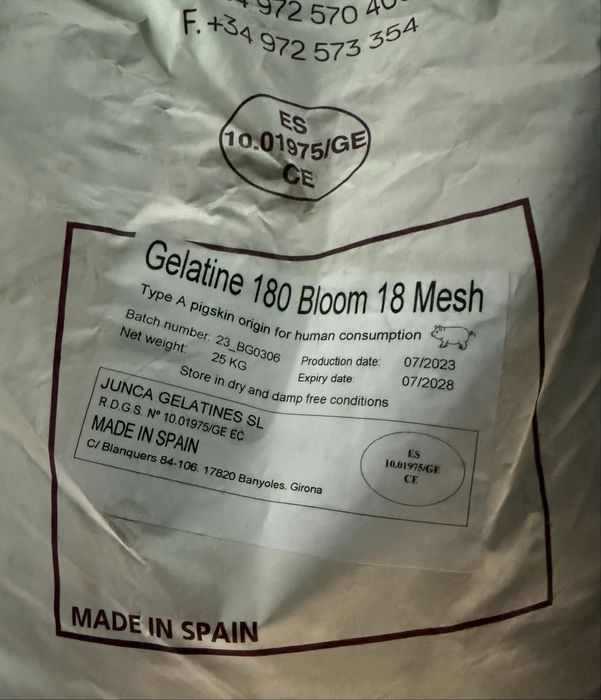 972 570 40
F. +34 972 573 354
ES
10.01975/GE
CE
Gelatine 180 Bloom 18 Mesh
Type A pigskin origin for human consumption
Batch number: 23_BG0306
Production date: 07/2023
Net weight: 25 KG
Expiry date: 07/2028
Store in dry and damp free conditions
JUNCA GELATINES SL
R.D.G.S. Nº 10.01975/GE EC
MADE IN SPAIN
C/ Blanquers 84-106. 17820 Banyoles. Girona
ES
10.01975/GE
CE
MADE IN SPAIN